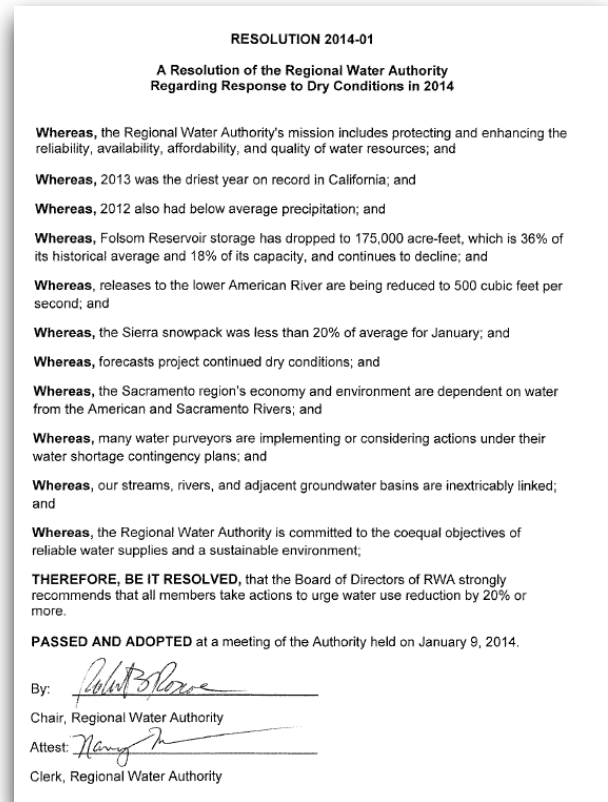 RESOLUTION 2014-01
A Resolution of the Regional Water Authority
Regarding Response to Dry Conditions in 2014
Whereas, the Regional Water Authority's mission includes protecting and enhancing the
reliability, availability, affordability, and quality of water resources; and
Whereas, 2013 was the driest year on record in California; and
Whereas, 2012 also had below average precipitation; and
Whereas, Folsom Reservoir storage has dropped to 175,000 acre-feet, which is 36% of
its historical average and 18% of its capacity, and continues to decline; and
Whereas, releases to the lower American River are being reduced to 500 cubic feet per
second; and
Whereas, the Sierra snowpack was less than 20% of average for January; and
Whereas, forecasts project continued dry conditions; and
Whereas, the Sacramento region's economy and environment are dependent on water
from the American and Sacramento Rivers; and
Whereas, many water purveyors are implementing or considering actions under their
water shortage contingency plans; and
Whereas, our streams, rivers, and adjacent groundwater basins are inextricably linked;
and
Whereas, the Regional Water Authority is committed to the coequal objectives of
reliable water supplies and a sustainable environment;
THEREFORE, BE IT RESOLVED, that the Board of Directors of RWA strongly
recommends that all members take actions to urge water use reduction by 20% or
more.
PASSED AND ADOPTED at a meeting of the Authority held on January 9, 2014.
By:
Chair, Regional Water Authority
Attest:
Clerk, Regional Water Authority